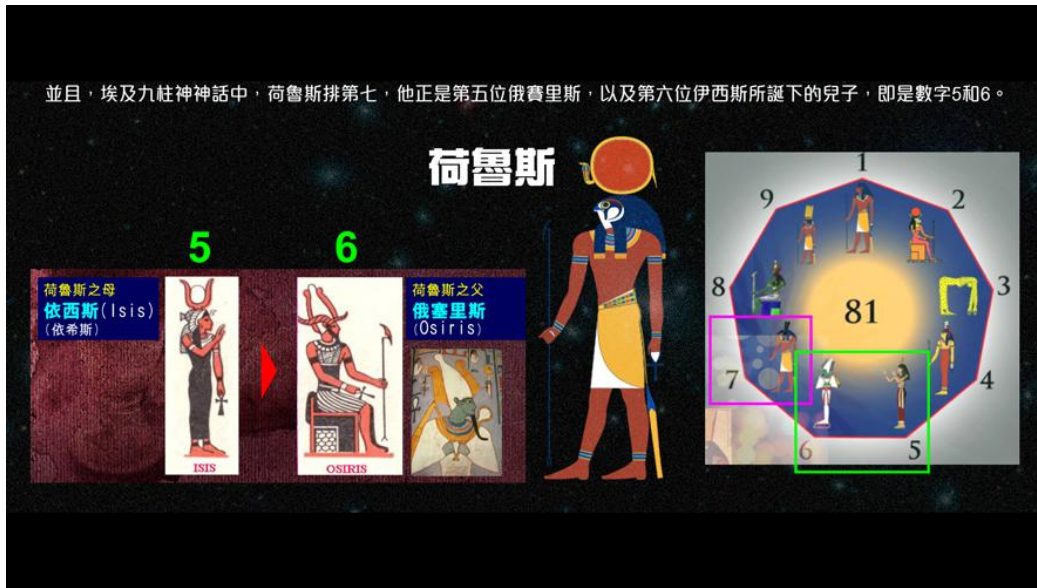 並且，埃及九柱神神話中，荷魯斯排第七，他正是第五位俄賽里斯，以及第六位伊西斯所誕下的兒子，即是數字5和6。
荷魯斯
5
6
荷魯斯之母
依西斯(Isis)
(依希斯)
ISIS
荷魯斯之父
俄塞里斯
(Osiris)
OSIRIS
1
2
3
4
5
6
7
8
9
81